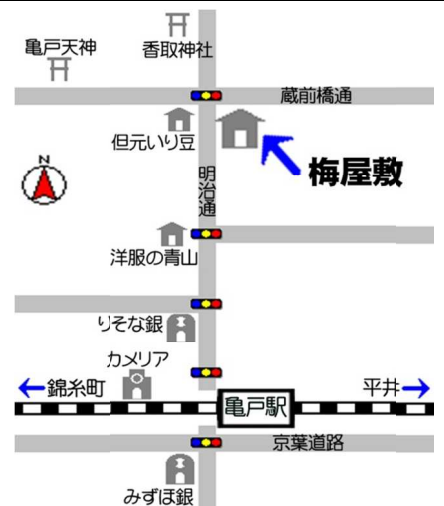 香取神社
亀戸天神
蔵前橋通
但元いり豆
梅屋敷
N
明治通
洋服の青山
りそな銀
カメリア
錦糸町
亀戸駅
平井
京葉道路
みずほ銀